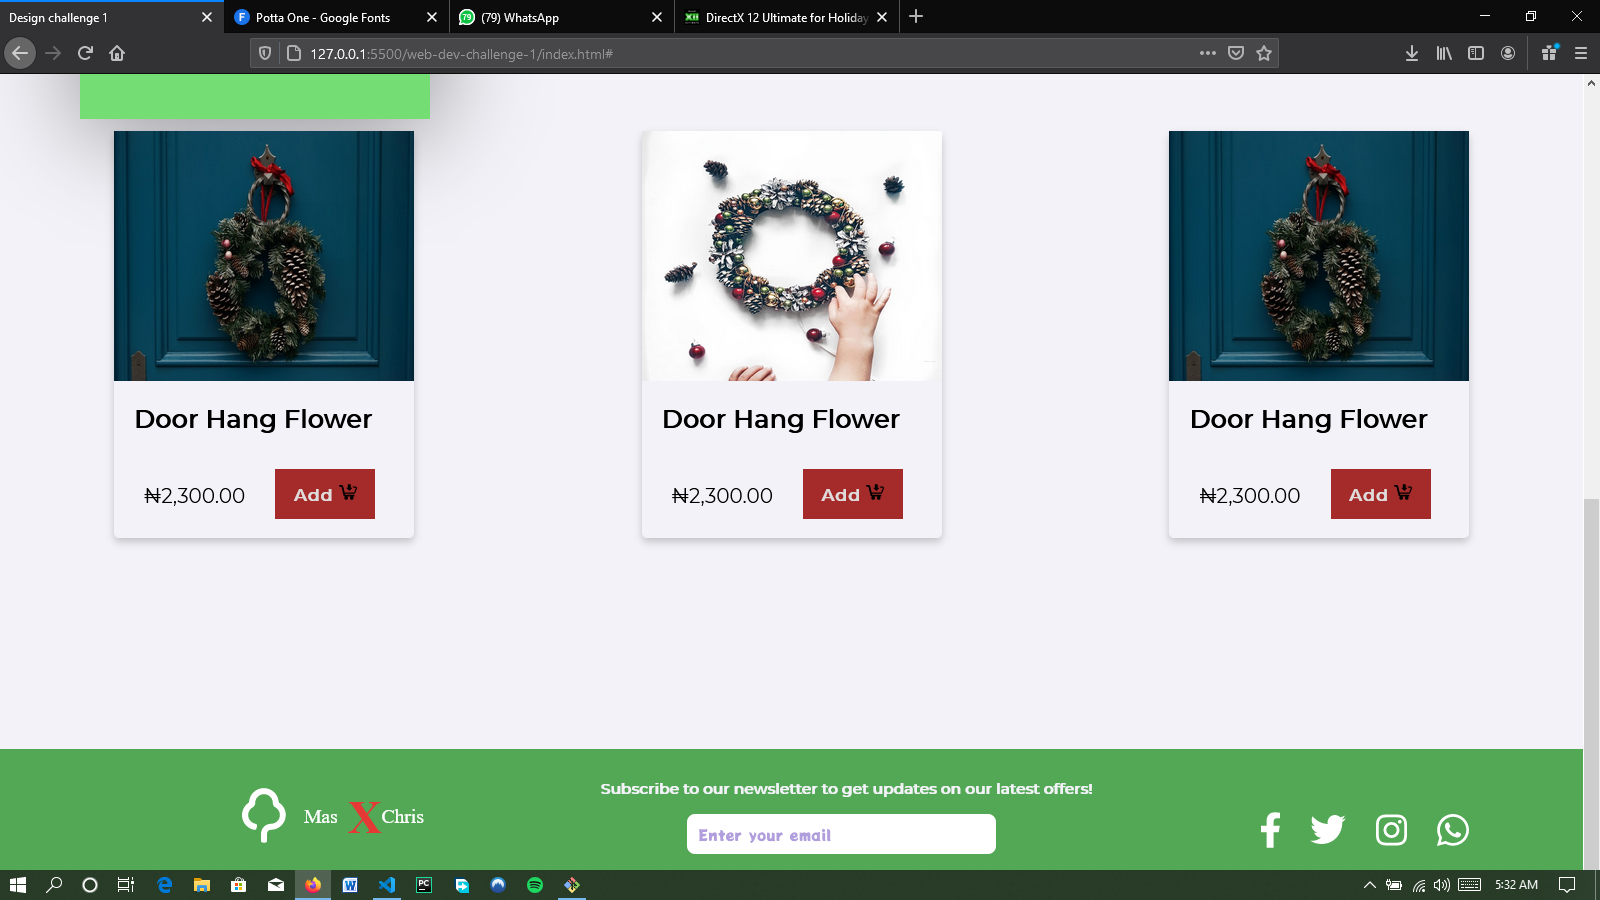 Design challenge 1
Potta One - Google Fonts
79
(79) WhatsApp
DirectX 12 Ultimate for Holiday
127.0.0.1:5500/web-dev-challenge-1/index.html#
Door Hang Flower
Door Hang Flower
Door Hang Flower
₦2,300.00
Add
₦2,300.00
Add
₦2,300.00
Add
Subscribe to our newsletter to get updates on our latest offers!
Mas XChris
Enter your email
5:32 AM